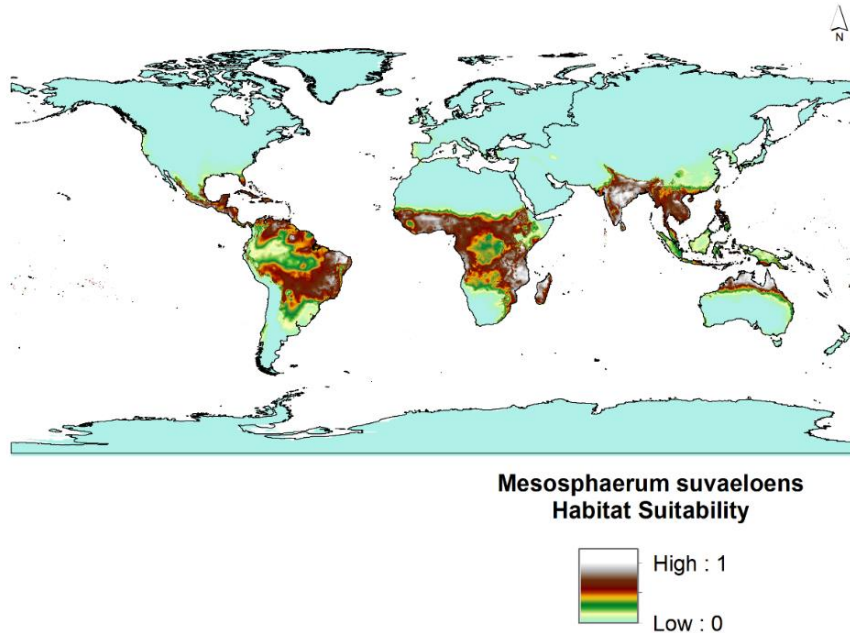 N
Mesosphaerum suvaeloens
Habitat Suitability
High : 1
Low : 0